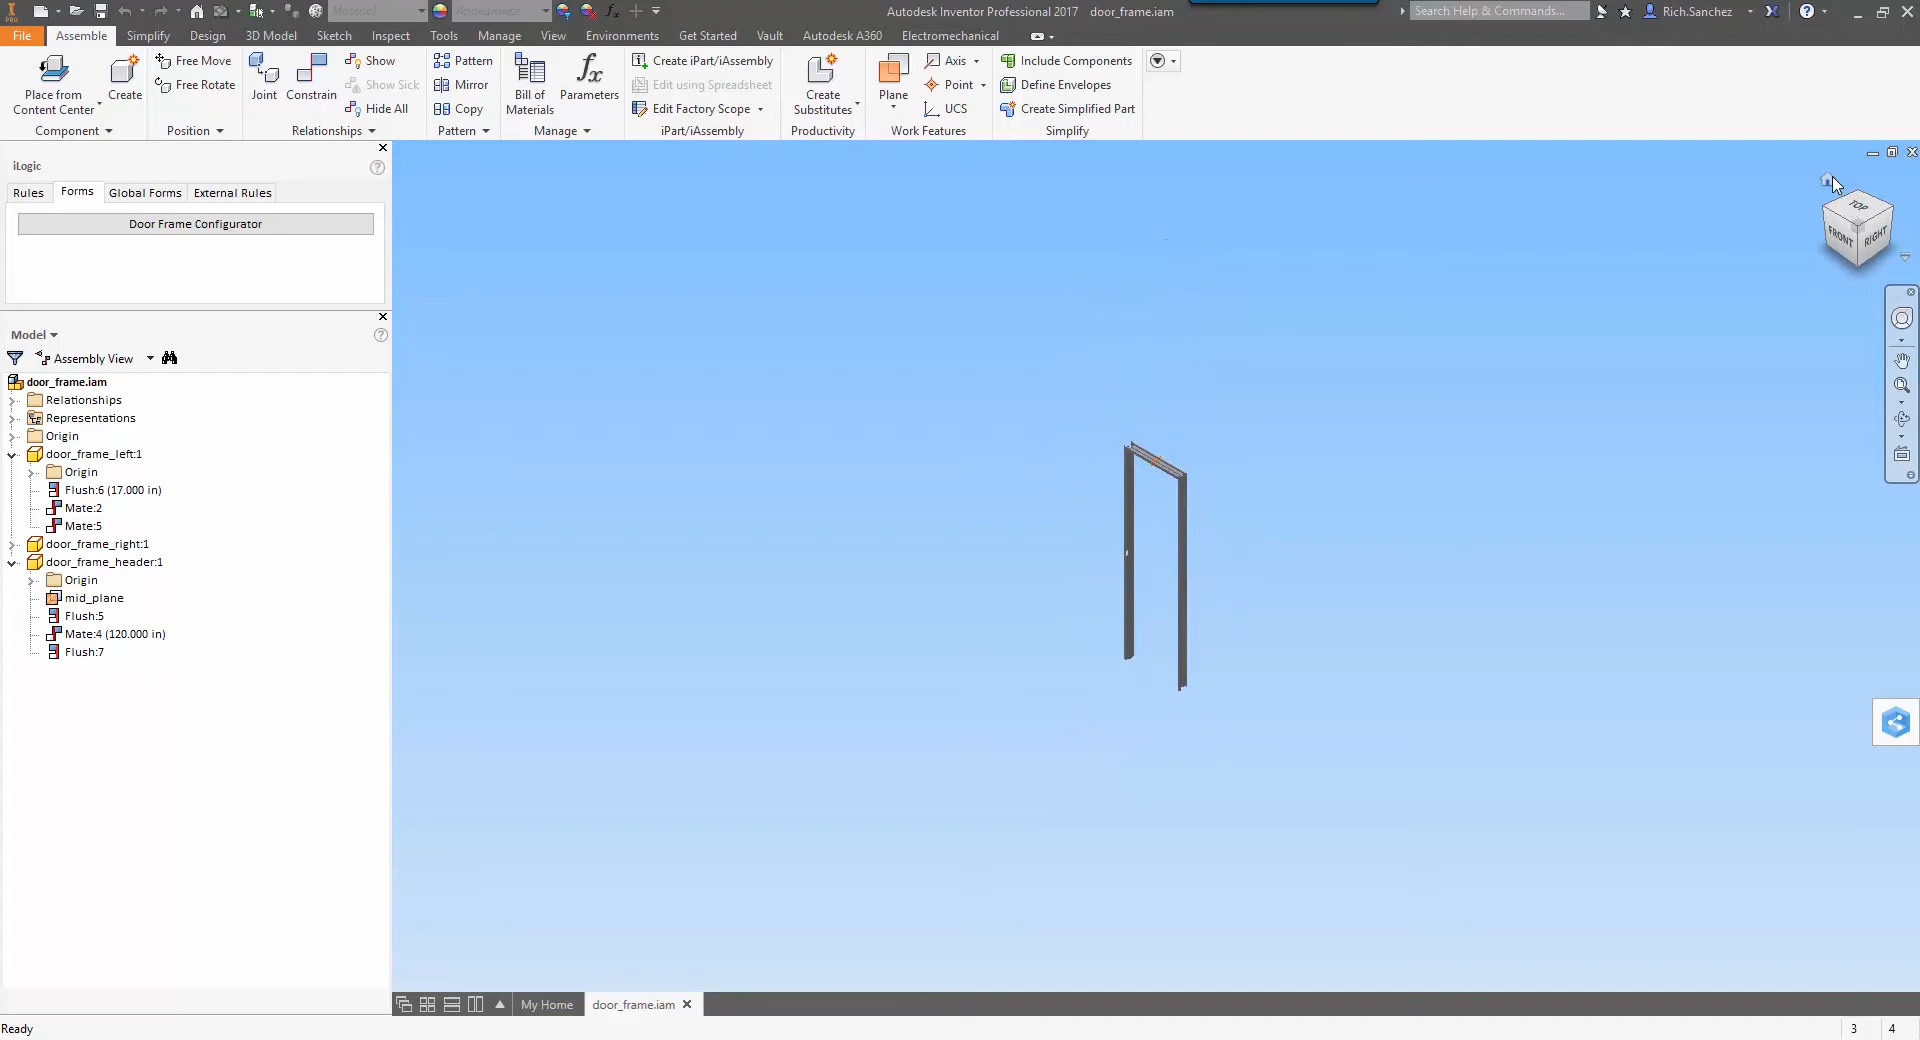 Material
Appearance
Autodesk Inventor Professional 2017 door_frame.iam
Search Help & Commands...
Rich.Sanchez
File Assemble Simplify Design 3D Model Sketch Inspect Tools Manage View Environments Get Started Vault Autodesk A360 Electromechanical
Place from
Content Center
Create
Component
Free Move
Free Rotate
Position
Joint
Constrain
Show
Show Sick
Hide All
Relationships
Pattern
Mirror
Copy
Pattern
Bill of
Materials
Parameters
Manage
Create iPart/iAssembly
Edit using Spreadsheet
Edit Factory Scope
iPart/iAssembly
Create
Substitutes
Productivity
Plane
Axis
Point
UCS
Work Features
Include Components
Define Envelopes
Create Simplified Part
Simplify
iLogic
Rules Forms Global Forms External Rules
Door Frame Configurator
Model
Assembly View
door_frame.iam
Relationships
Representations
Origin
door_frame_left:1
Origin
Flush:6 (17.000 in)
Mate:2
Mate:5
door_frame_right:1
door_frame_header:1
Origin
mid_plane
Flush:5
Mate:4 (120.000 in)
Flush:7
TOP
FRONT
RIGHT
My Home
door_frame.iam
Ready
3 4